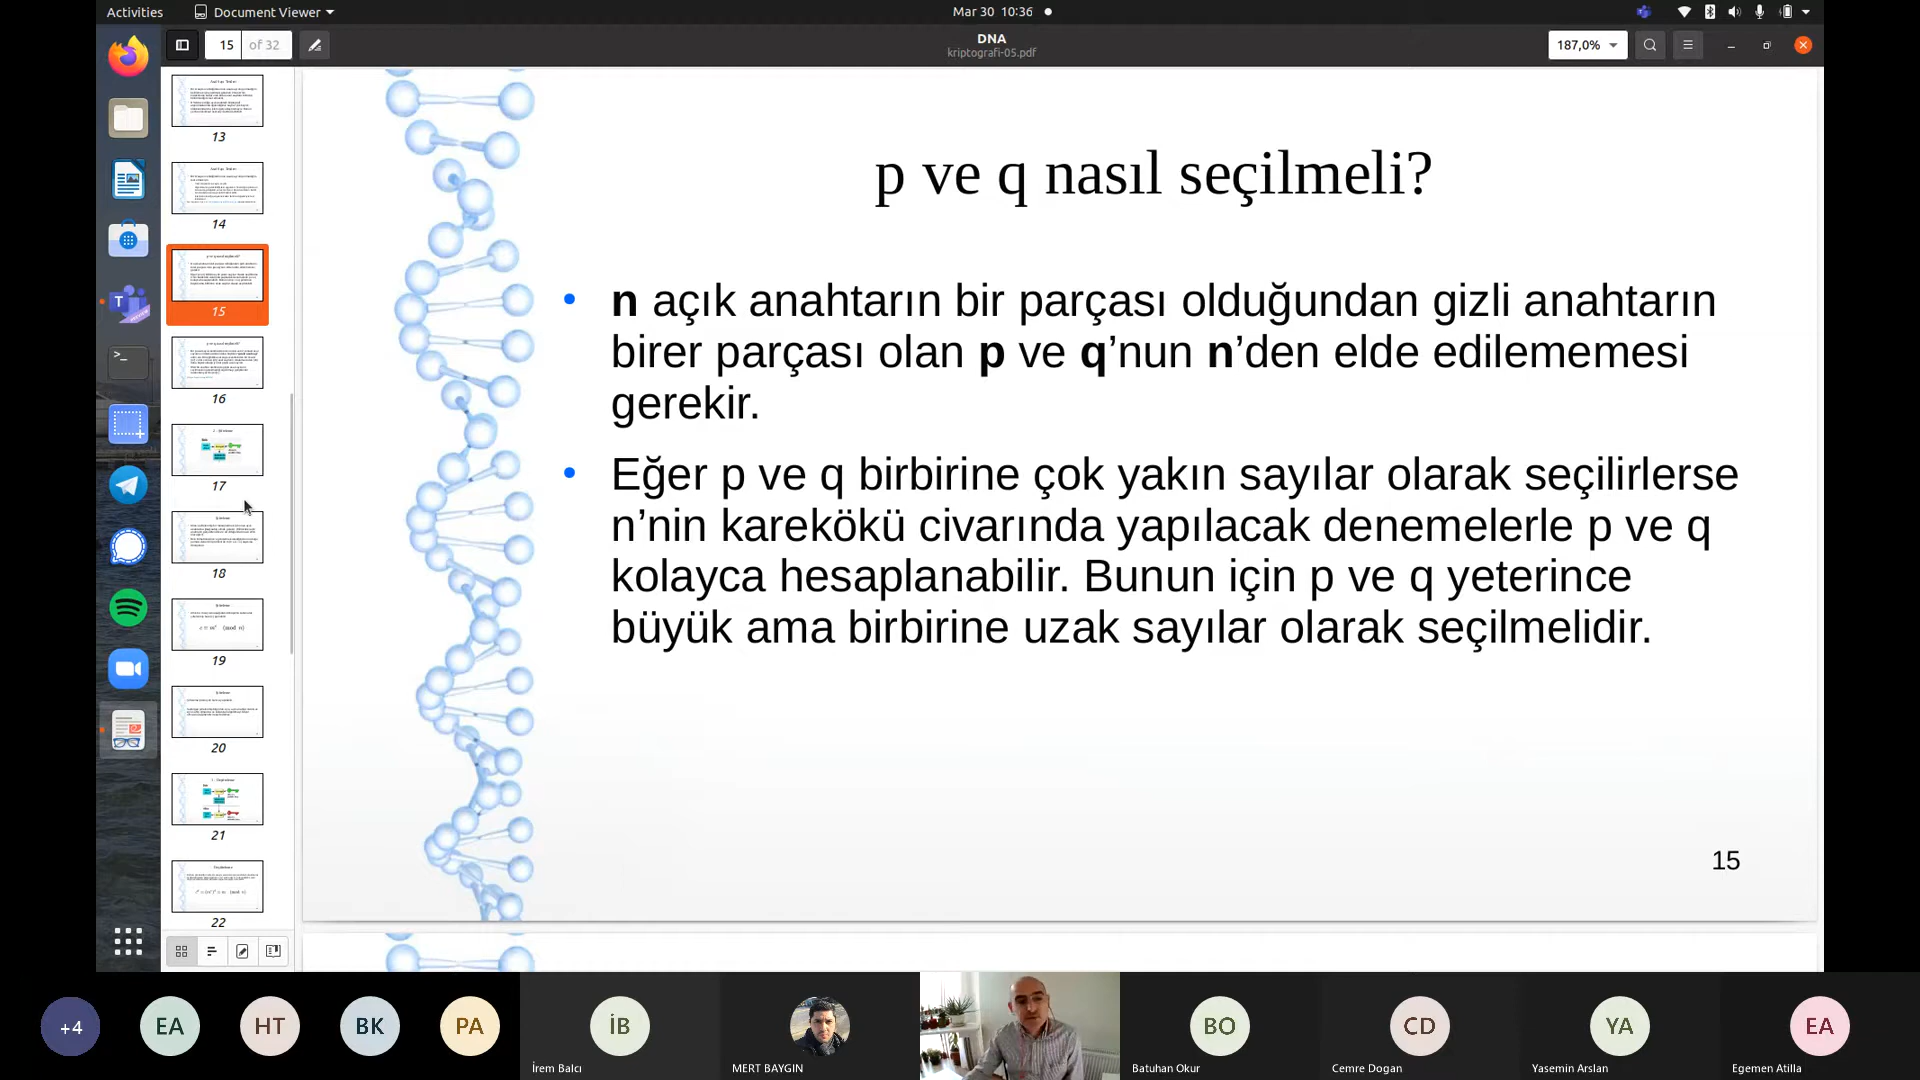 Activities
Document Viewer
Mar 30 10:36
15 of 32
DNA
kriptografi-05.pdf
187,0%
13
14
15
16
17
18
19
20
21
22
p ve q nasıl seçilmeli?
• n açık anahtarın bir parçası olduğundan gizli anahtarın
birer parçası olan p ve q’nun n’den elde edilememesi
gerekir.
• Eğer p ve q birbirine çok yakın sayılar olarak seçilirlerse
n’nin karekökü civarında yapılacak denemelerle p ve q
kolayca hesaplanabilir. Bunun için p ve q yeterince
büyük ama birbirine uzak sayılar olarak seçilmelidir.
15
+4
EA
HT
BK
PA
İB
İrem Balcı
MERT BAYGIN
BO
Batuhan Okur
CD
Cemre Dogan
YA
Yasemin Arslan
EA
Egemen Atilla